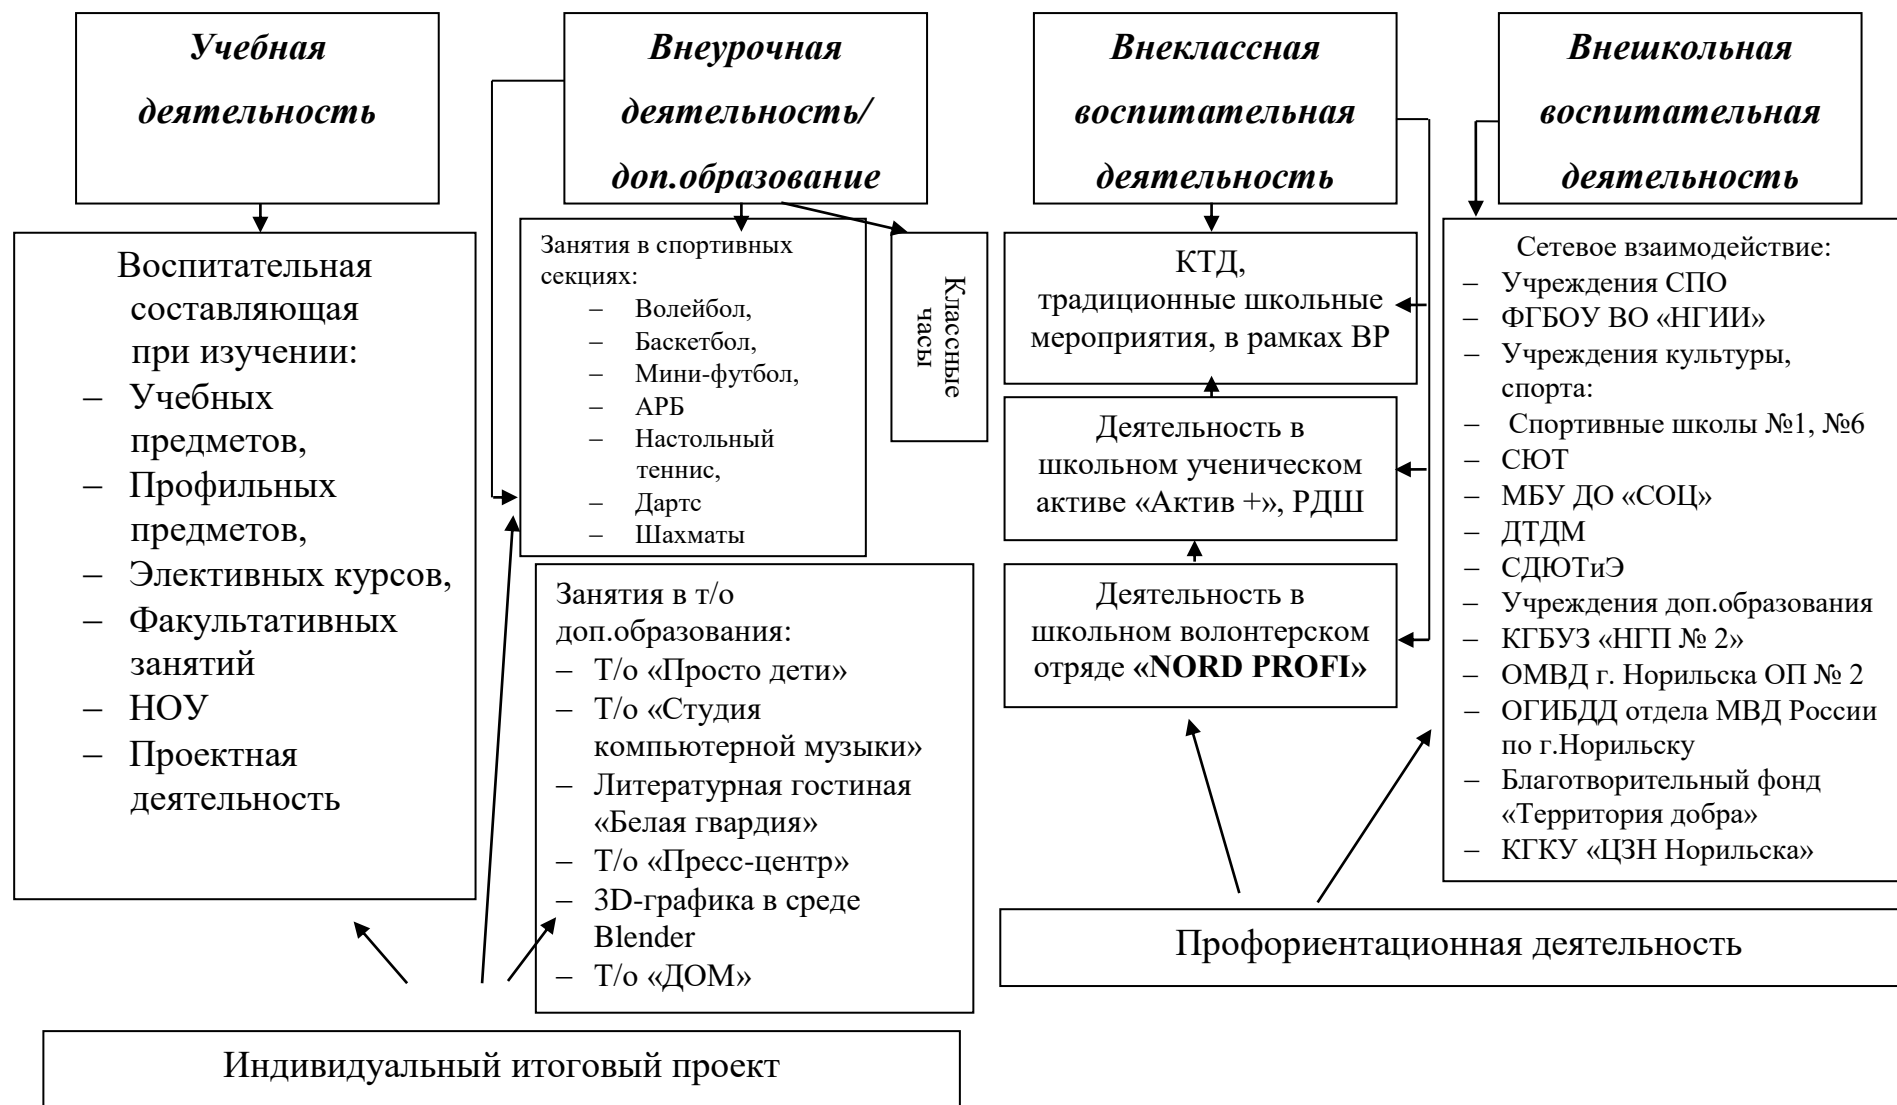 Учебная
деятельность
Внеурочная
деятельность/
доп.образование
Внеклассная
воспитательная
деятельность
Внешкольная
воспитательная
деятельность
Воспитательная
составляющая
при изучении:
– Учебных
предметов,
– Профильных
предметов,
– Элективных курсов,
– Факультативных
занятий
– НОУ
– Проектная
деятельность
Занятия в спортивных
секциях:
– Волейбол,
– Баскетбол,
– Мини-футбол,
– АРБ
– Настольный
теннис,
– Дартс
– Шахматы
Классные
часы
Занятия в т/о
доп.образования:
– Т/о «Просто дети»
– Т/о «Студия
компьютерной музыки»
– Литературная гостиная
«Белая гвардия»
– Т/о «Пресс-центр»
– 3D-графика в среде
Blender
– Т/о «ДОМ»
КТД,
традиционные школьные
мероприятия, в рамках ВР
Деятельность в
школьном ученическом
активе «Актив +», РДШ
Деятельность в
школьном волонтерском
отряде «NORD PROFI»
Сетевое взаимодействие:
– Учреждения СПО
– ФГБОУ ВО «НГИИ»
– Учреждения культуры,
спорта:
– Спортивные школы №1, №6
– СЮТ
– МБУ ДО «СОЦ»
– ДТДМ
– СДЮТиЭ
– Учреждения доп.образования
– КГБУЗ «НГП № 2»
– ОМВД г. Норильска ОП № 2
– ОГИБДД отдела МВД России
по г.Норильску
– Благотворительный фонд
«Территория добра»
– КГКУ «ЦЗН Норильска»
Профориентационная деятельность
Индивидуальный итоговый проект